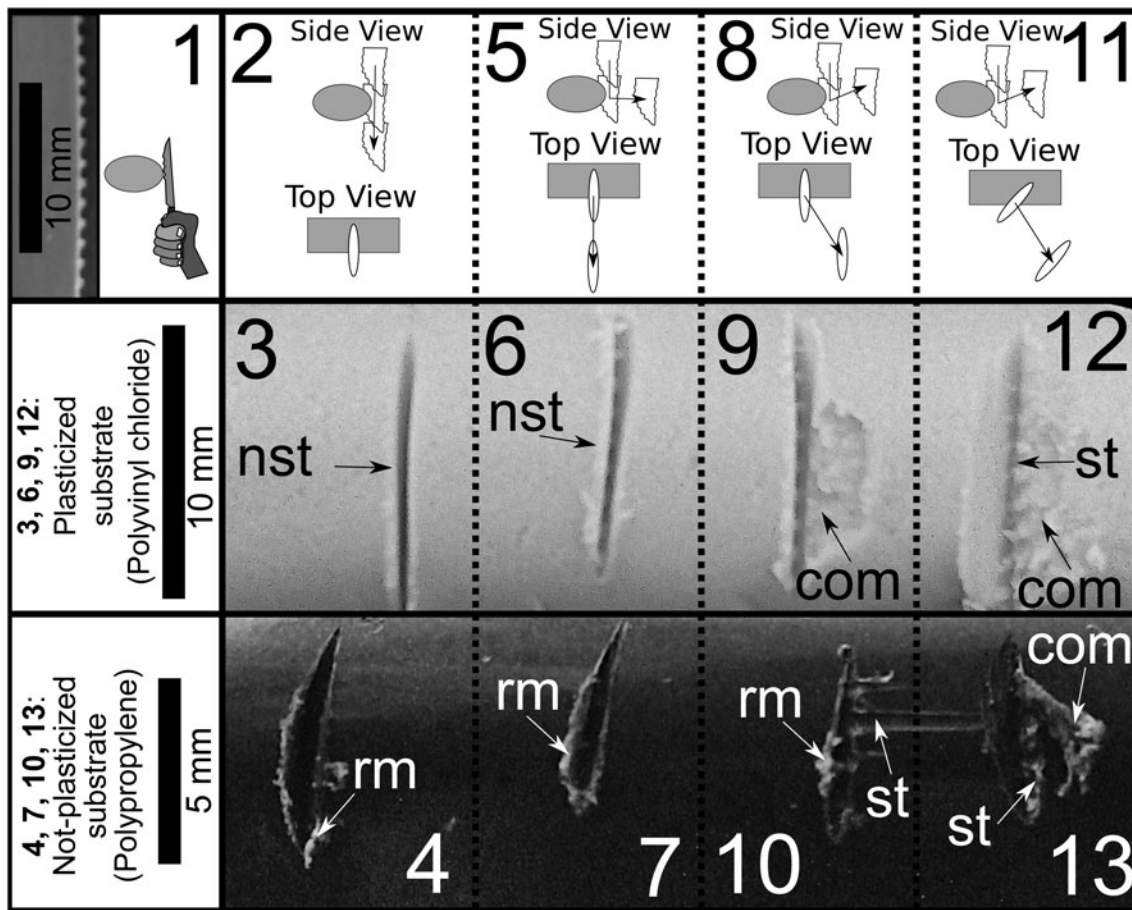 1
10 mm
2
Side View
Top View
5
Side View
Top View
8
Side View
Top View
11
Side View
Top View
3, 6, 9, 12:
Plasticized
substrate
(Polyvinyl chloride)
10 mm
3
nst
6
nst
9
com
12
st
com
4, 7, 10, 13:
Not-plasticized
substrate
(Polypropylene)
5 mm
rm
4
rm
7
rm
st
10
com
st
13